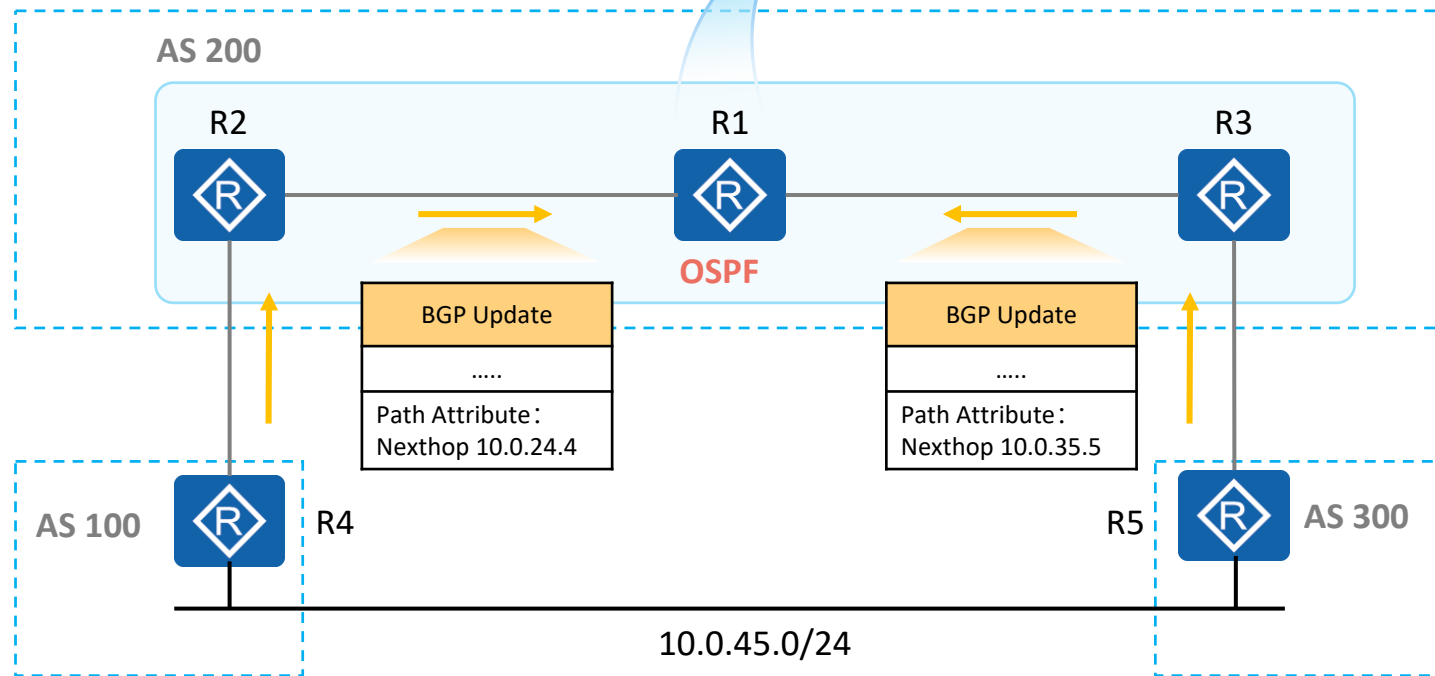 AS 200
R2
R1
R3
R
R
R
OSPF
BGP Update
.....
Path Attribute：
Nexthop 10.0.24.4
BGP Update
.....
Path Attribute：
Nexthop 10.0.35.5
AS 100
R
R4
R5
R
AS 300
10.0.45.0/24